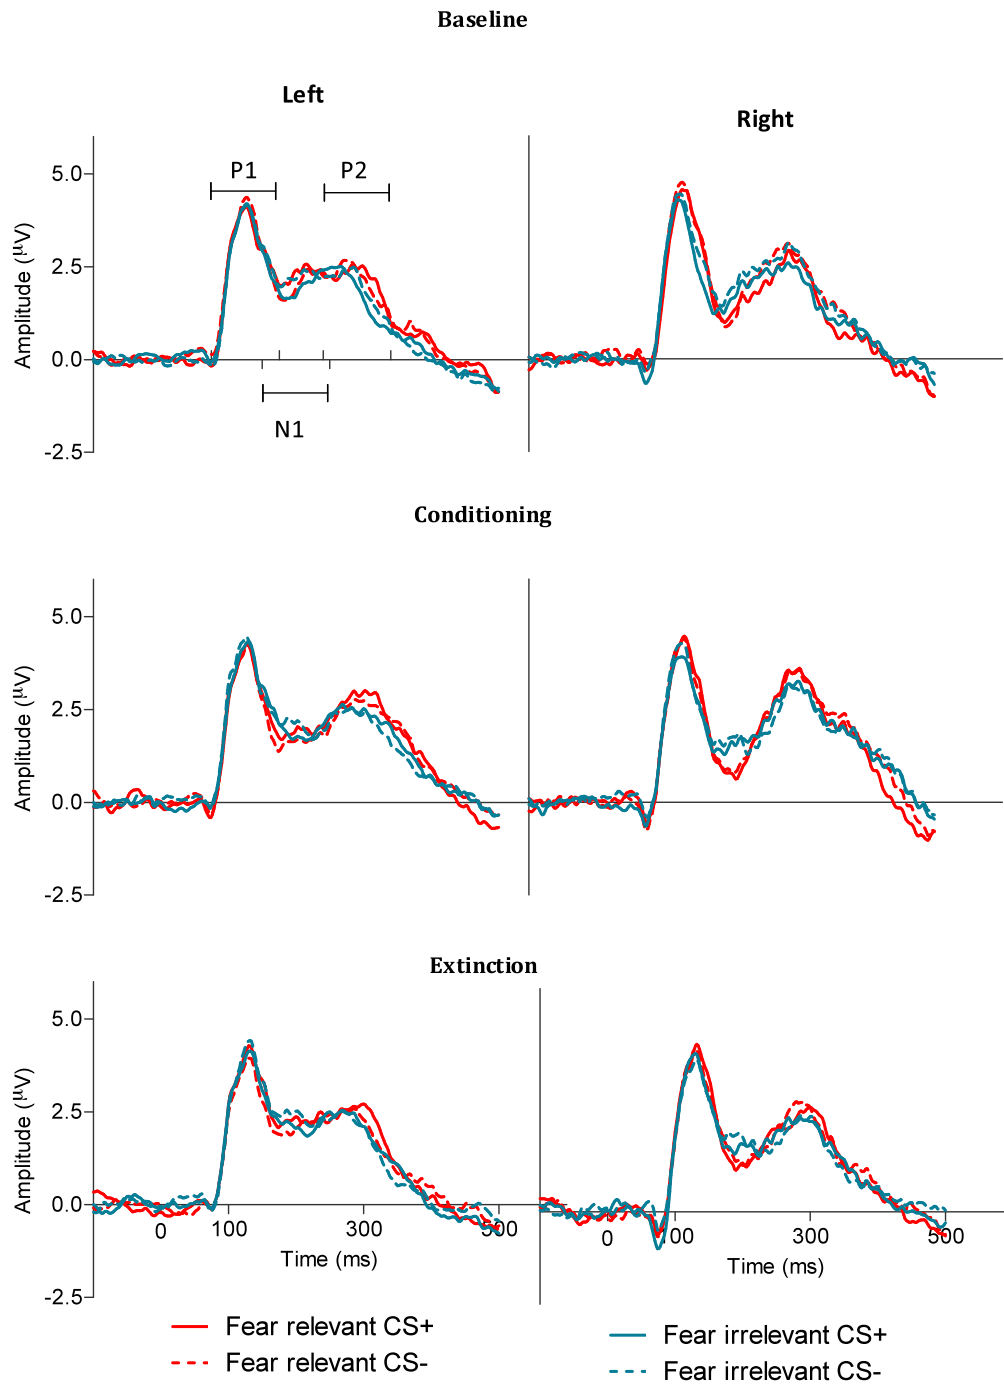 Baseline
Left
Right
P1
P2
5.0
2.5
0.0
-2.5
Amplitude (µV)
N1
Conditioning
5.0
2.5
0.0
-2.5
Amplitude (µV)
Extinction
5.0
2.5
0.0
-2.5
Amplitude (µV)
0 100 300 500
Time (ms)
0 100 300 500
Time (ms)
Fear relevant CS+
Fear relevant CS-
Fear irrelevant CS+
Fear irrelevant CS-